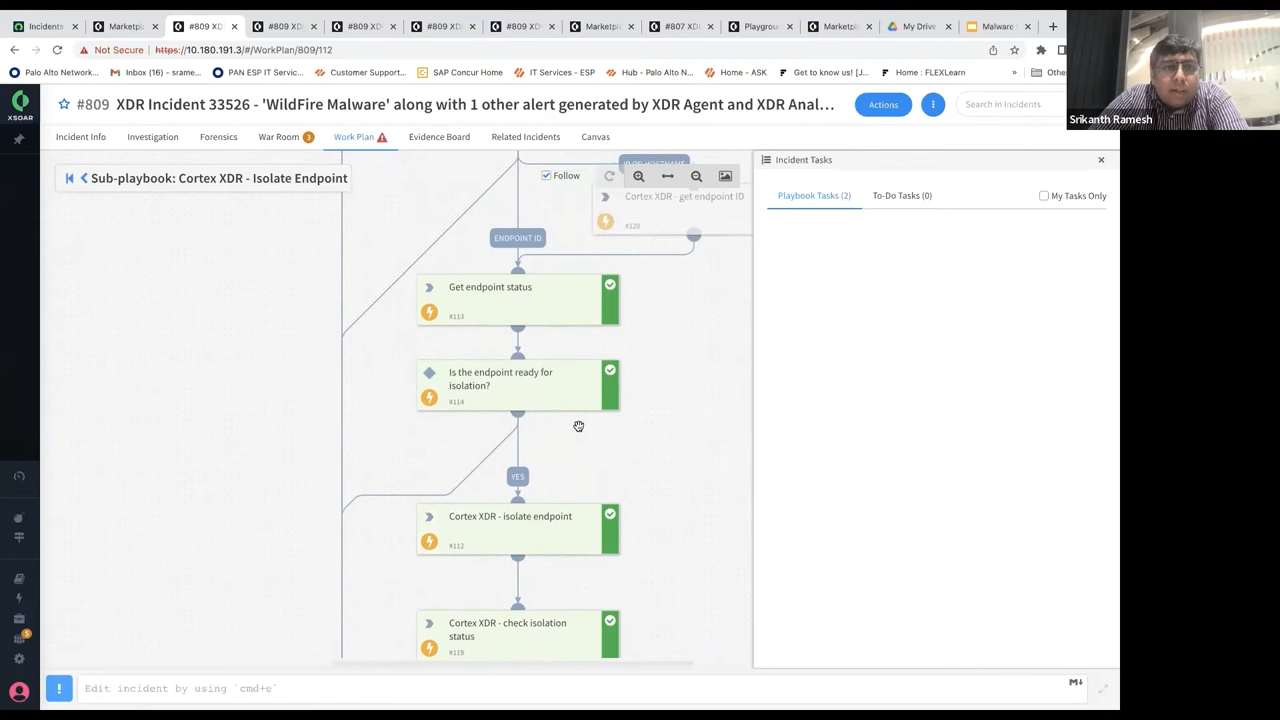 Incidents
Marketp
#809 XD
#809 XD
#809 XD
#809 XD
#809 XD
Marketpl
#807 XD
Playgrou
Marketpl
My Drive
Malware
Not Secure
https://10.180.191.3/#/WorkPlan/809/112
Palo Alto Network...
Inbox (16) - srame...
PAN ESP IT Servic...
Customer Support...
SAP Concur Home
IT Services - ESP
Hub - Palo Alto N...
Home - ASK
Get to know us! [J...
Home : FLEXLearn
»
Othe
Srikanth Ramesh
XSOAR
#809 XDR Incident 33526 - 'WildFire Malware' along with 1 other alert generated by XDR Agent and XDR Anal...
Actions
Search in Incidents
Incident Info
Investigation
Forensics
War Room 3
Work Plan
Evidence Board
Related Incidents
Canvas
Sub-playbook: Cortex XDR - Isolate Endpoint
Follow
Incident Tasks
Playbook Tasks (2)
To-Do Tasks (0)
My Tasks Only
Cortex XDR - get endpoint ID
#120
ENDPOINT ID
Get endpoint status
#113
Is the endpoint ready for
isolation?
#114
YES
Cortex XDR - isolate endpoint
#112
Cortex XDR - check isolation
status
#119
5
!
Edit incident by using `cmd+e`
M